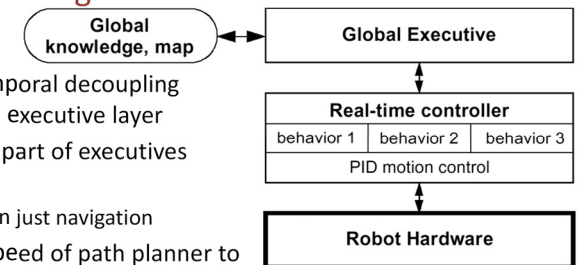 Global
knowledge, map
Global Executive
poral decoupling
executive layer
part of executives
Real-time controller
behavior 1
behavior 2
behavior 3
PID motion control
just navigation
peed of path planner to
Robot Hardware